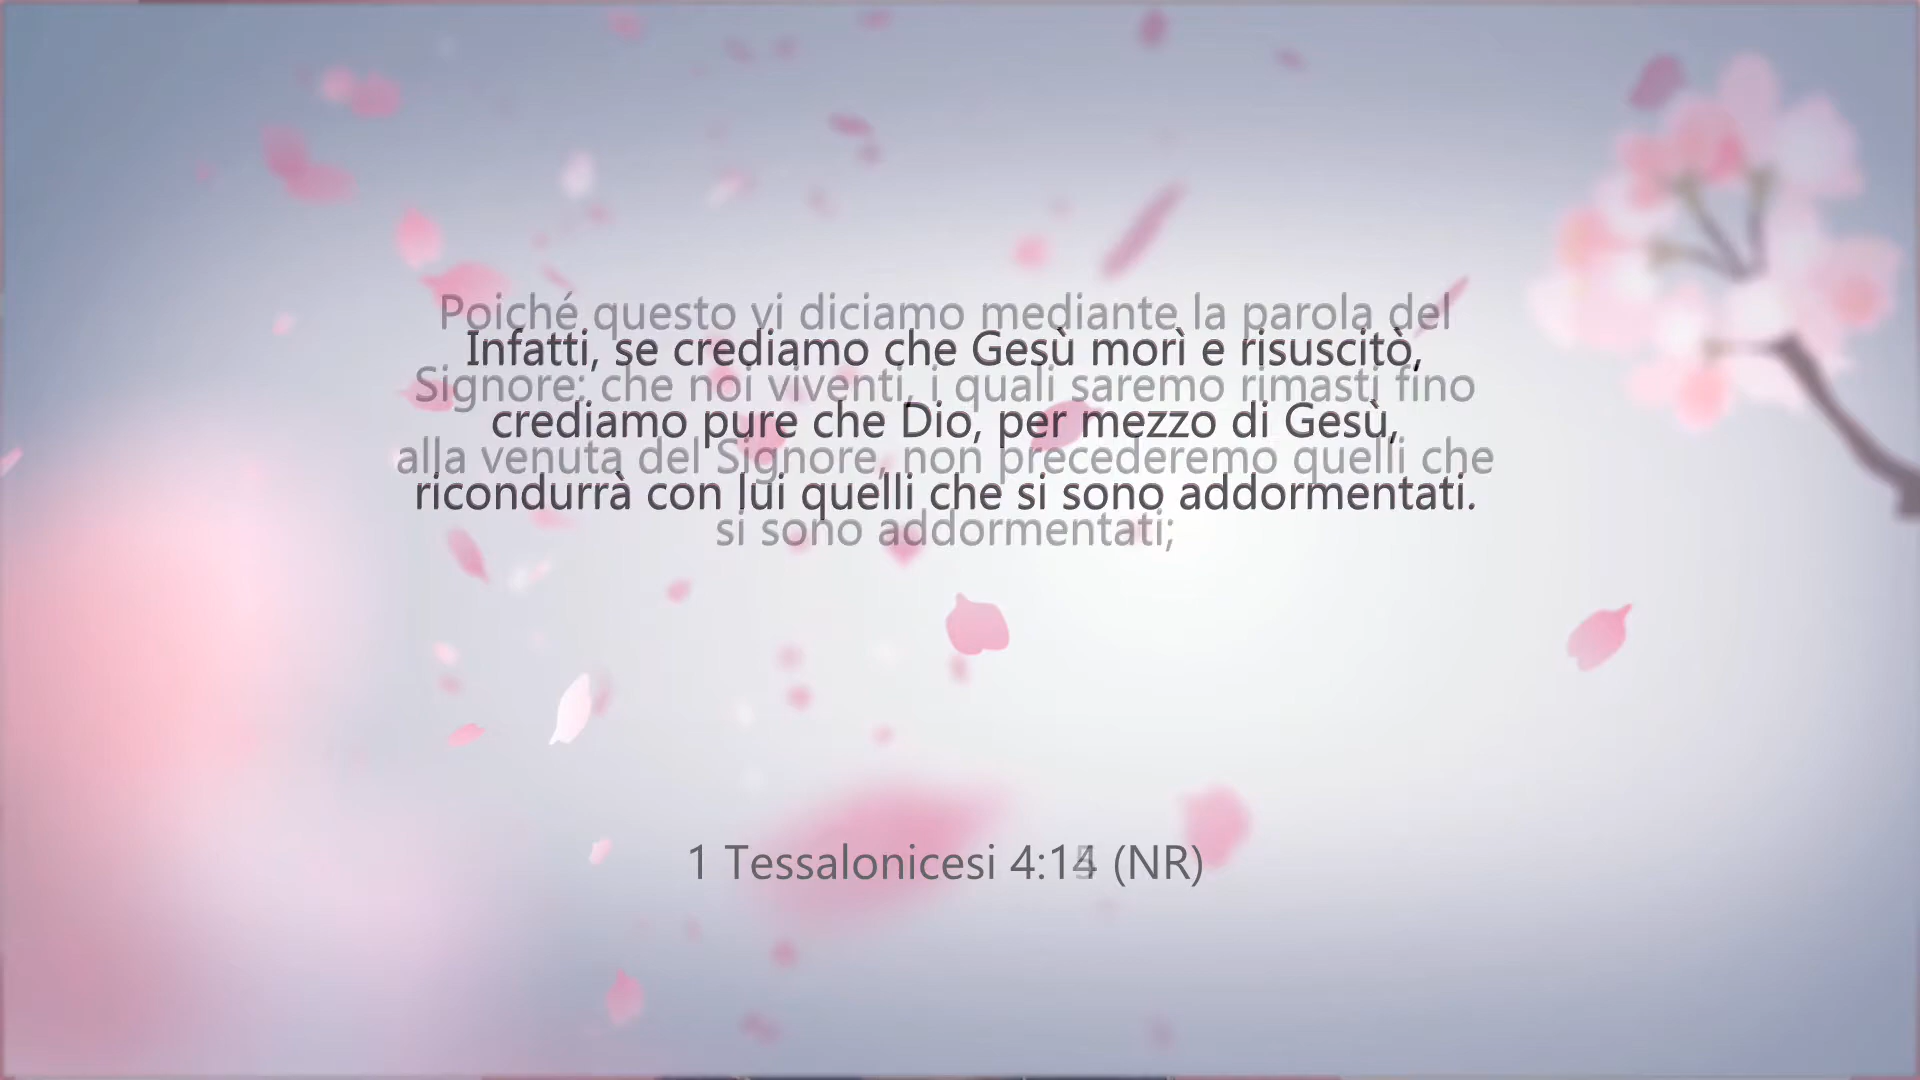 Poiché questo vi diciamo mediante la parola del
Infatti, se crediamo che Gesù morì e risuscitò,
Signore: che noi viventi, i quali saremo rimasti fino
crediamo pure che Dio, per mezzo di Gesù,
alla venuta del Signore, non precederemo quelli che
ricondurrà con lui quelli che si sono addormentati.
si sono addormentati;
1 Tessalonicesi 4:14 (NR)